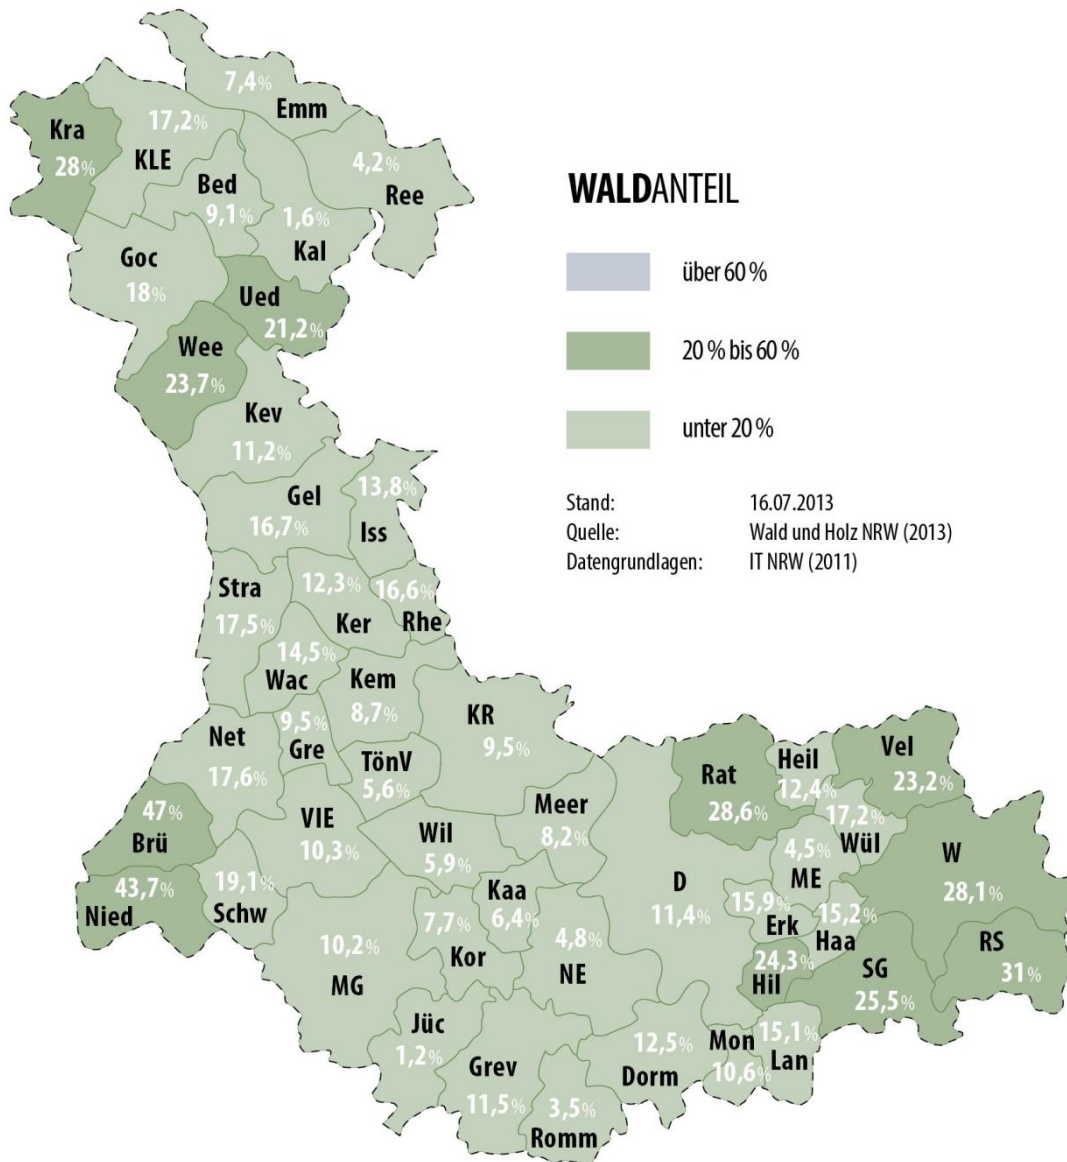 7,4%
Emm
Kra
28%
17,2%
KLE
4,2%
Ree
Bed
9,1%
1,6%
Kal
Goc
18%
Ued
21,2%
Wee
23,7%
Kev
11,2%
Gel
16,7%
13,8%
Iss
Stra
17,5%
12,3%
Ker
16,6%
Rhe
14,5%
Wac
Kem
8,7%
KR
9,5%
Net
17,6%
9,5%
Gre
TönV
5,6%
47%
Brü
VIE
10,3%
Wil
5,9%
Meer
8,2%
43,7%
Nied
19,1%
Schw
Kaa
6,4%
7,7%
Kor
10,2%
MG
4,8%
NE
D
11,4%
Rat
28,6%
Heil
12,4%
Vel
23,2%
17,2%
Wül
4,5%
ME
W
28,1%
15,9%
Erk
15,2%
Haa
24,3%
Hil
SG
25,5%
RS
31%
Jüc
1,2%
Grev
11,5%
3,5%
Romm
12,5%
Dorm
Mon
10,6%
15,1%
Lan
WALDANTEIL
über 60 %
20 % bis 60 %
unter 20 %
Stand: 16.07.2013
Quelle: Wald und Holz NRW (2013)
Datengrundlagen: IT NRW (2011)